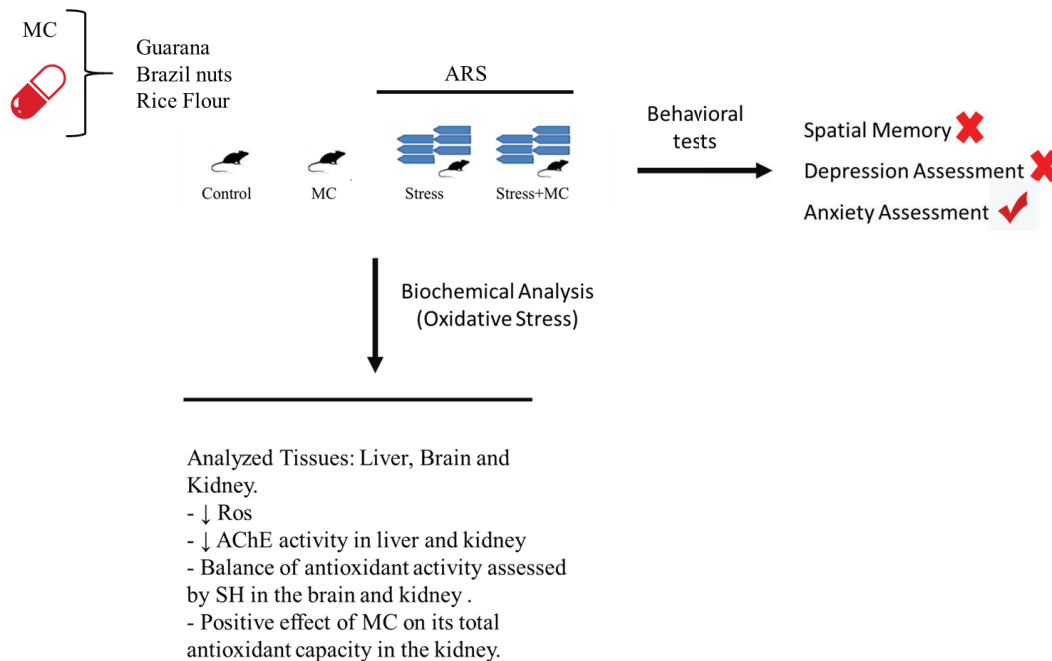 MC
Guarana
Brazil nuts
Rice Flour
ARS
Control
MC
Stress
Stress+MC
Behavioral
tests
Spatial Memory
Depression Assessment
Anxiety Assessment
Biochemical Analysis
(Oxidative Stress)
Analyzed Tissues: Liver, Brain and
Kidney.
- ↓ Ros
- ↓ AChE activity in liver and kidney
- Balance of antioxidant activity assessed
by SH in the brain and kidney .
- Positive effect of MC on its total
antioxidant capacity in the kidney.